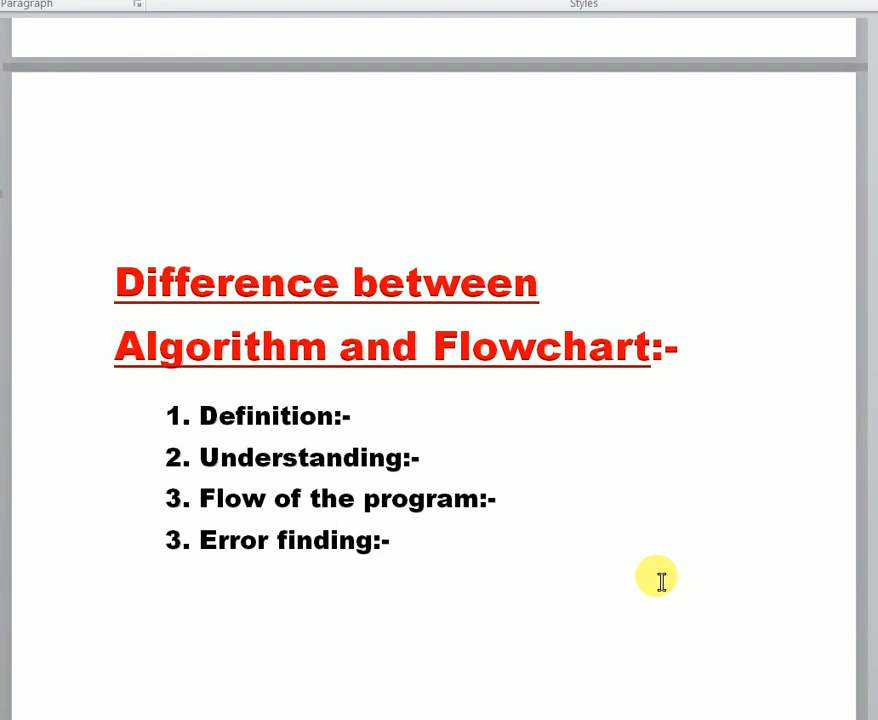 Paragraph
Styles
Difference between
Algorithm and Flowchart:-
1. Definition:-
2. Understanding:-
3. Flow of the program:-
3. Error finding:-